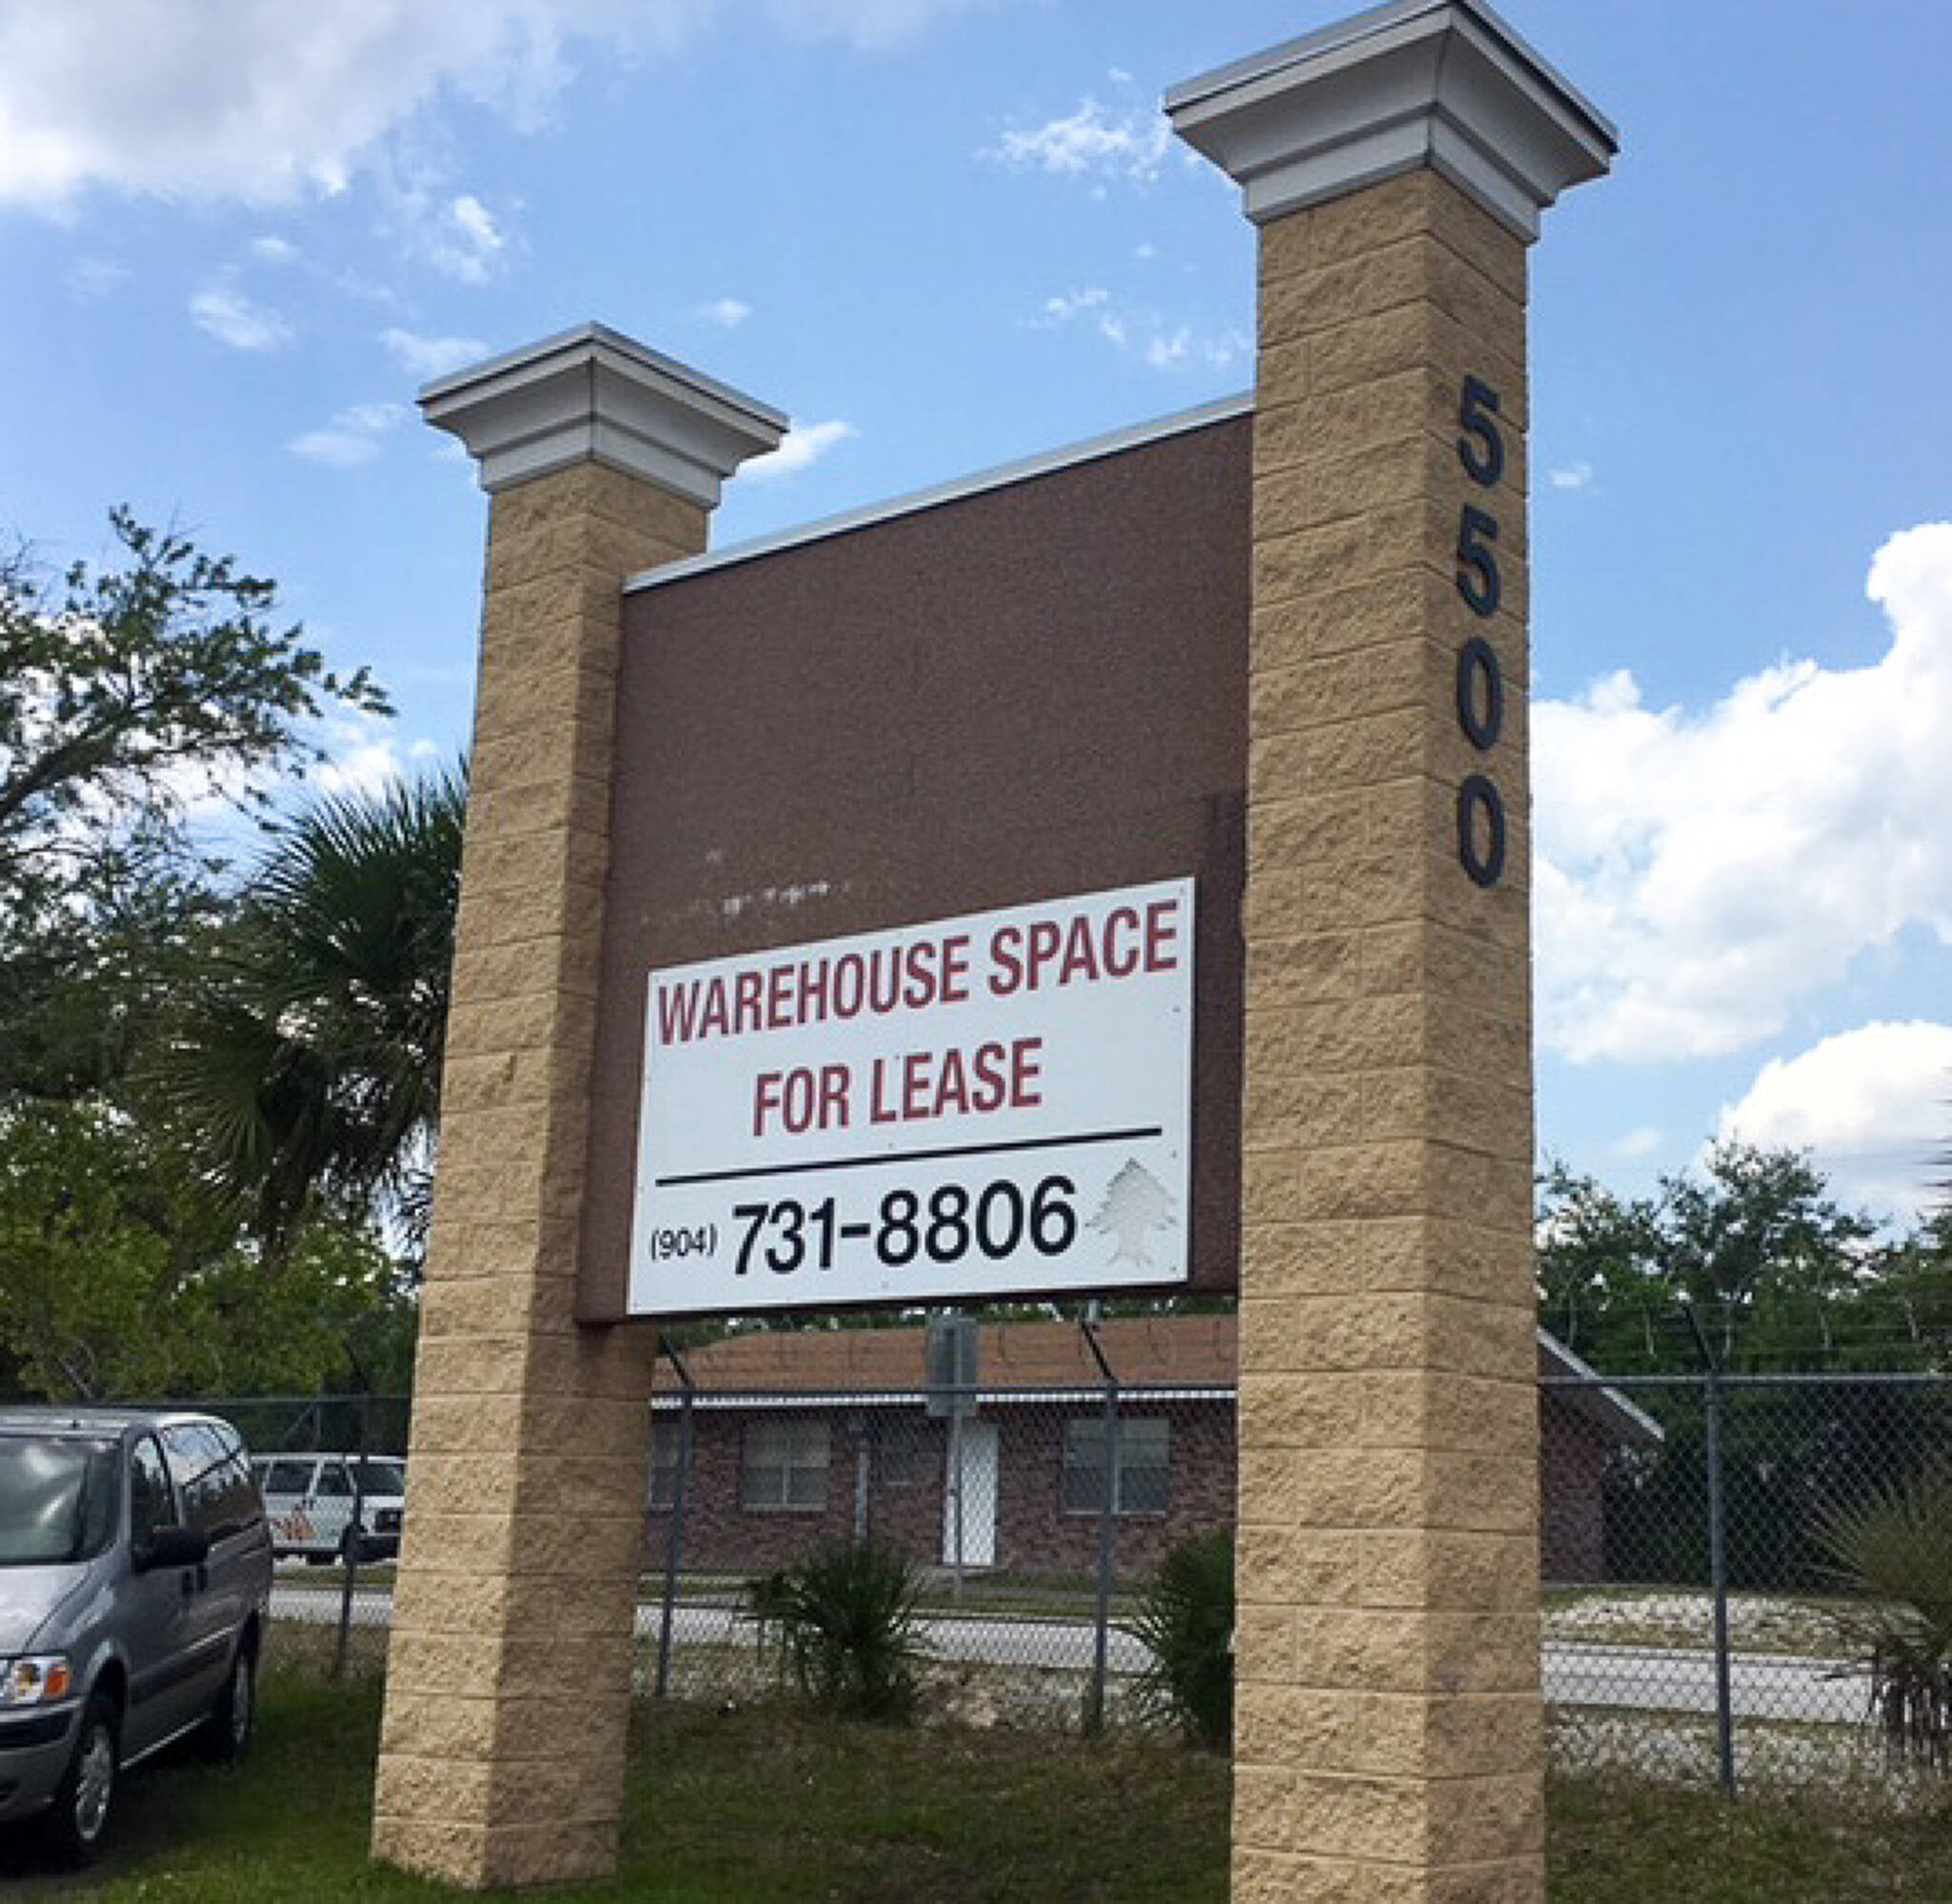 WAREHOUSE SPACE
FOR LEASE
(904) 731-8806
5500